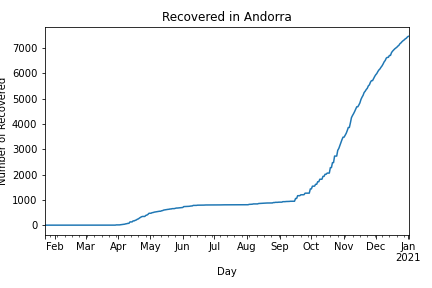 Recovered in Andorra
Number of Recovered
7000
6000
5000
4000
3000
2000
1000
0
Feb Mar Apr May Jun Jul Aug Sep Oct Nov Dec Jan
2021
Day